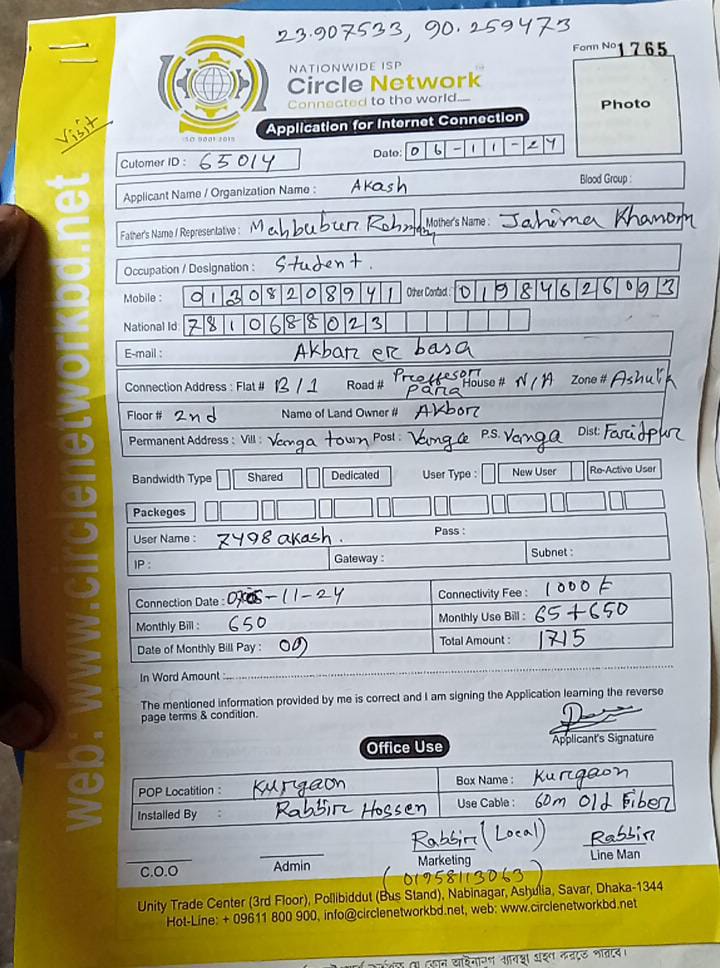 23.907533, 90.259473
Form No 1765
NATIONWIDE ISP
Circle Network
Connected to the world....
ISO 9001:2015
Photo
Visit
Application for Internet Connection
Cutomer ID : 65014
Date: 06-11-24
Applicant Name / Organization Name : Akash Blood Group :
Father's Name / Representative : Mahbubur Rohman Mother's Name : Jahima Khanom
Occupation / Designation : Student.
Mobile : 01308208941 Other Contact : 01984626093
National Id: 7810688023
E-mail : Akbar er basa
Connection Address : Flat # B/1 Road # Proffesor para House # N/A Zone # Ashulia
Floor # 2nd Name of Land Owner # Akbor
Permanent Address : Vill : Vanga town Post : Vanga P.S. Vanga Dist: Faridpur
Bandwidth Type Shared Dedicated User Type : New User Re-Active User
Packeges
User Name : 7498 akash. Pass :
IP : Gateway : Subnet :
Connection Date : -11-24 Connectivity Fee : 1000 ৳
Monthly Bill : 650 Monthly Use Bill : 65+650
Date of Monthly Bill Pay : Total Amount : 1715
In Word Amount :
The mentioned information provided by me is correct and I am signing the Application learning the reverse
page terms & condition.
Applicant's Signature
Office Use
POP Locatition : Kurgaon Box Name : Kurgaon
Installed By : Rabbir Hossen Use Cable : 60m Old Fiber
Rabbir (Local) Rabbir
C.O.O Admin Marketing Line Man
(01958113063)
Unity Trade Center (3rd Floor), Pollibiddut (Bus Stand), Nabinagar, Ashulia, Savar, Dhaka-1344
Hot-Line: + 09611 800 900, info@circlenetworkbd.net, web: www.circlenetworkbd.net
web: www.circlenetworkbd.net